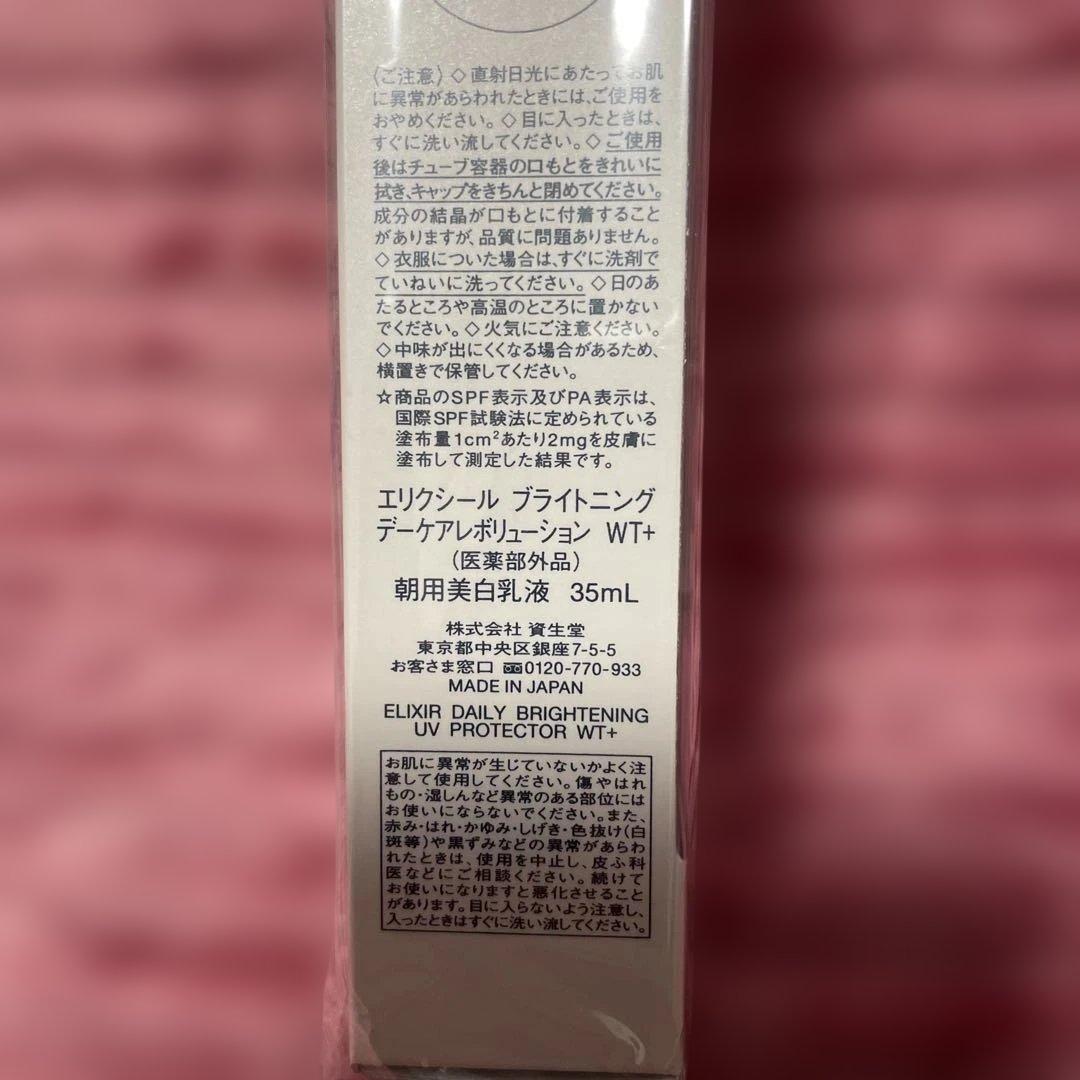 〈ご注意〉◇直射日光にあたってお肌
に異常があらわれたときには、ご使用を
おやめください。◇目に入ったときは、
すぐに洗い流してください。◇ご使用
後はチューブ容器の口もとをきれいに
拭き、キャップをきちんと閉めてください。
成分の結晶が口もとに付着すること
がありますが、品質に問題ありません。
◇衣服についた場合は、すぐに洗剤で
ていねいに洗ってください。◇日のあ
たるところや高温のところに置かない
でください。◇火気にご注意ください。
◇中味が出にくくなる場合があるため、
横置きで保管してください。
☆商品のSPF表示及びPA表示は、
国際SPF試験法に定められている
塗布量1cm²あたり2mgを皮膚に
塗布して測定した結果です。
エリクシール ブライトニング
デーケアレボリューション WT+
(医薬部外品)
朝用美白乳液 35mL
株式会社 資生堂
東京都中央区銀座7-5-5
お客さま窓口 0120-770-933
MADE IN JAPAN
ELIXIR DAILY BRIGHTENING
UV PROTECTOR WT+
お肌に異常が生じていないかよく注
意して使用してください。傷やはれ
もの・湿しんなど異常のある部位には
お使いにならないでください。また、
赤み・はれ・かゆみ・しげき・色抜け(白
斑等)や黒ずみなどの異常があらわ
れたときは、使用を中止し、皮ふ科
医などにご相談ください。続けて
お使いになりますと悪化させること
があります。目に入らないよう注意し、
入ったときはすぐに洗い流してください。